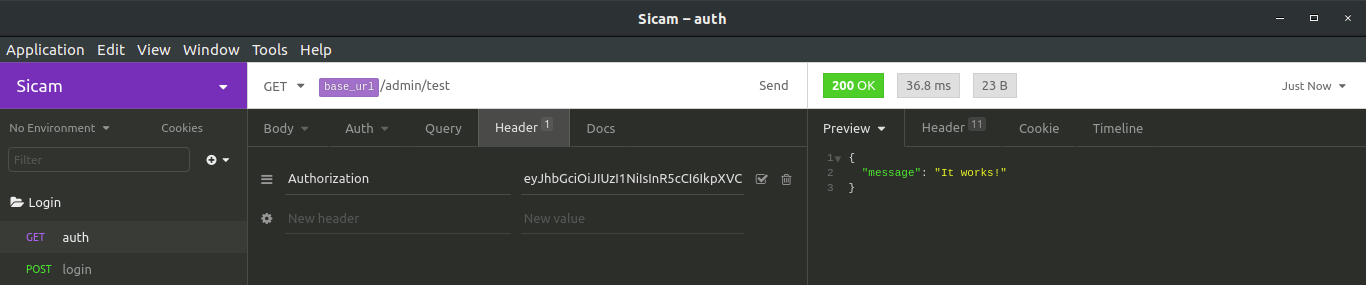 Sicam – auth
Application Edit View Window Tools Help
Sicam
GET base_url/admin/test Send
200 OK 36.8 ms 23 B Just Now
No Environment Cookies
Body Auth Query Header 1 Docs
Preview Header 11 Cookie Timeline
Filter
Authorization eyJhbGciOiJIUzI1NiIsInR5cCI6IkpXVC
New header New value
1 {
2 "message": "It works!"
3 }
Login
GET auth
POST login